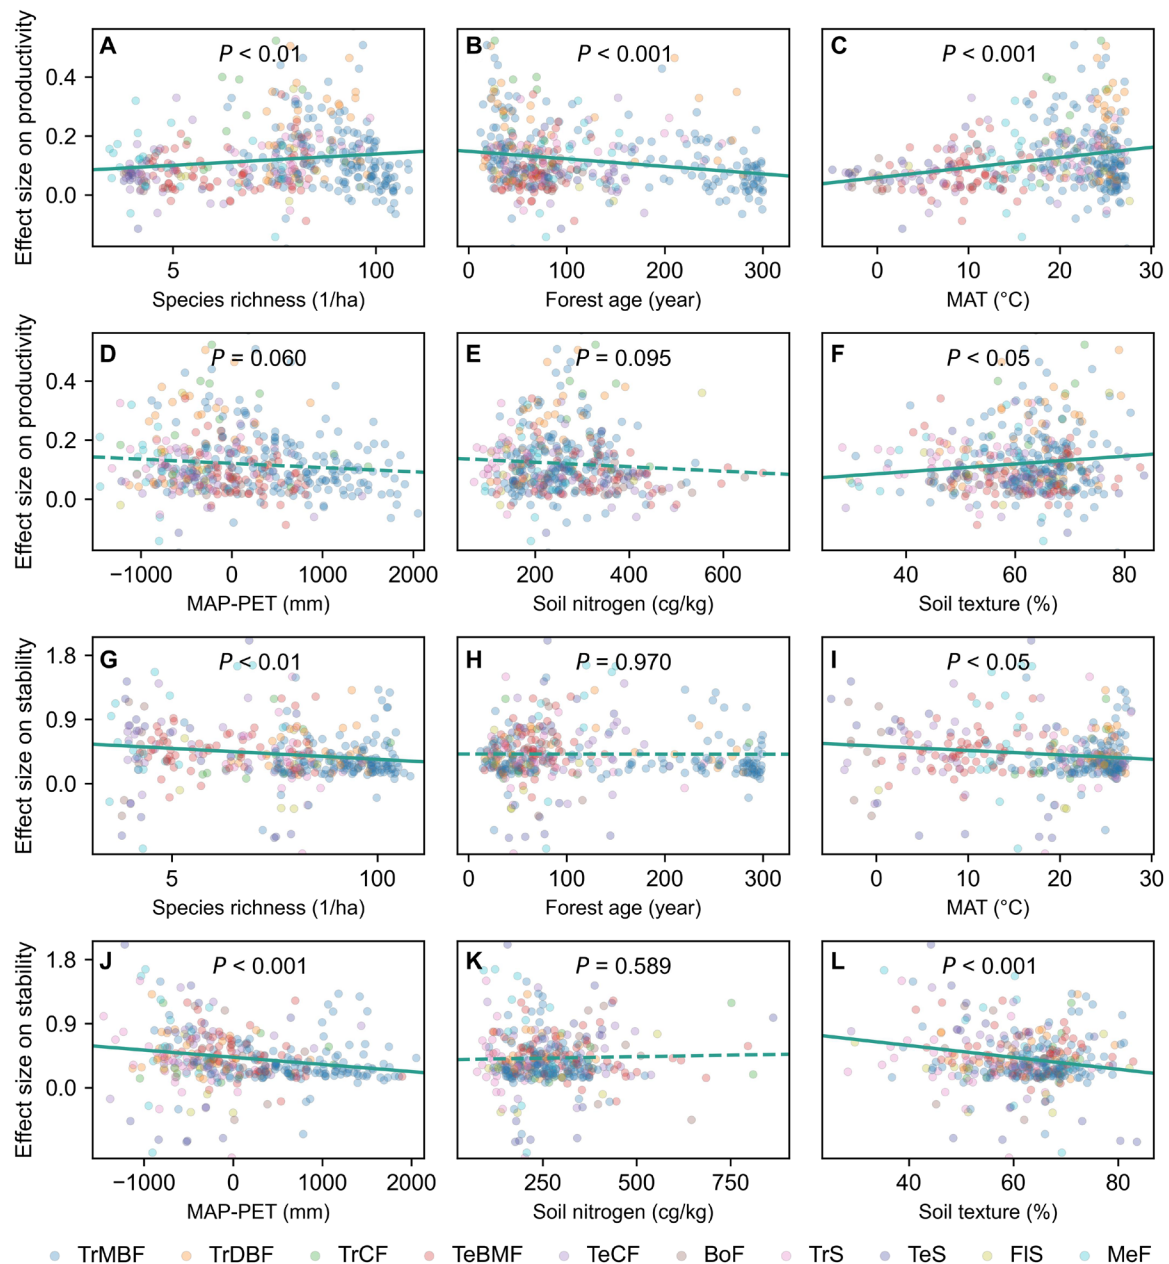 Effect size on productivity
A
P < 0.01
0.4
0.2
0.0
5
100
Species richness (1/ha)
B
P < 0.001
0
100
200
300
Forest age (year)
C
P < 0.001
0
10
20
30
MAT (°C)
Effect size on productivity
D
P = 0.060
0.4
0.2
0.0
−1000
0
1000
2000
MAP-PET (mm)
E
P = 0.095
200
400
600
Soil nitrogen (cg/kg)
F
P < 0.05
40
60
80
Soil texture (%)
Effect size on stability
G
P < 0.01
1.8
0.9
0.0
5
100
Species richness (1/ha)
H
P = 0.970
0
100
200
300
Forest age (year)
I
P < 0.05
0
10
20
30
MAT (°C)
Effect size on stability
J
P < 0.001
1.8
0.9
0.0
−1000
0
1000
2000
MAP-PET (mm)
K
P = 0.589
250
500
750
Soil nitrogen (cg/kg)
L
P < 0.001
40
60
80
Soil texture (%)
TrMBF TrDBF TrCF TeBMF TeCF BoF TrS TeS FlS MeF